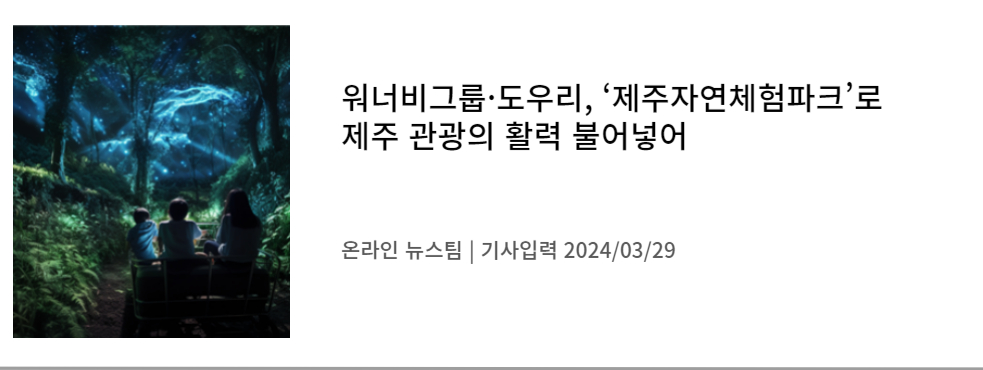 워너비그룹·도우리, ‘제주자연체험파크’로
제주 관광의 활력 불어넣어
온라인 뉴스팀 | 기사입력 2024/03/29